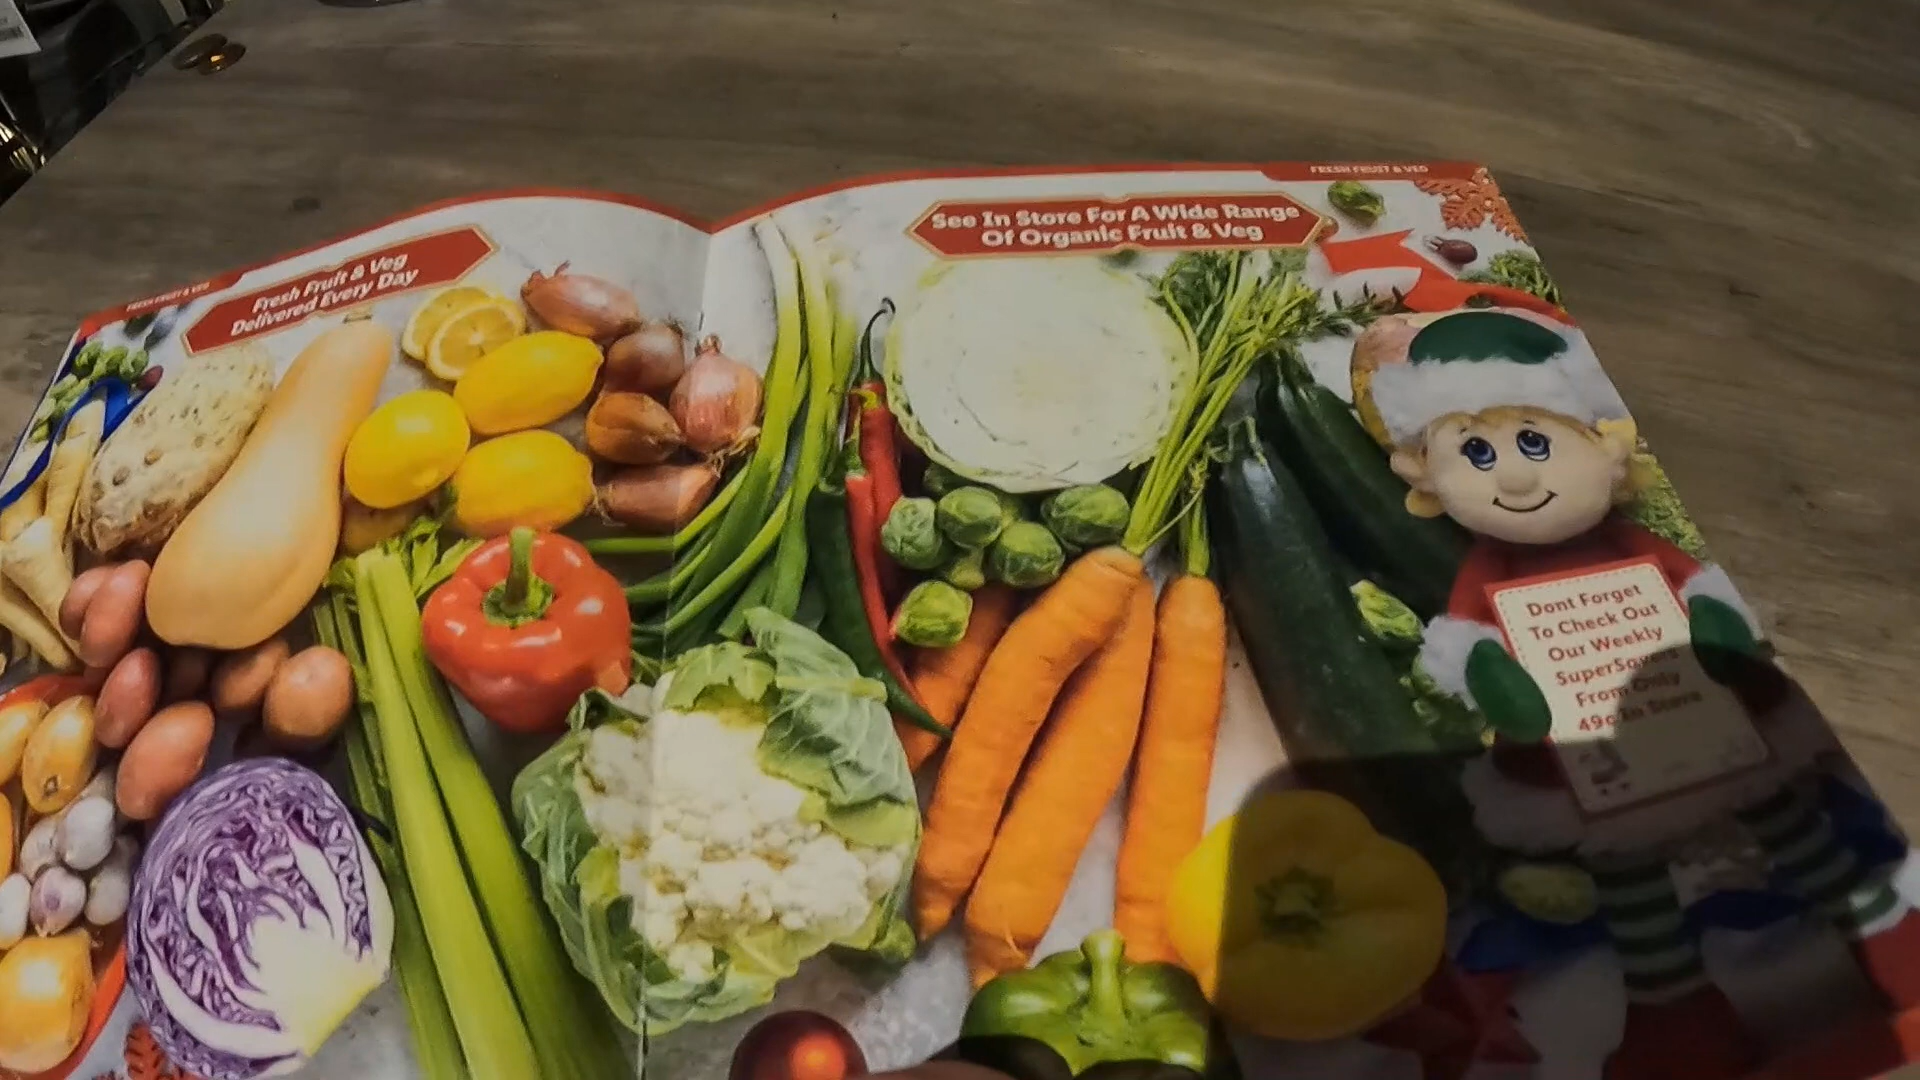 FRESH FRUIT & VEG
Fresh Fruit & Veg
Delivered Every Day
FRESH FRUIT & VEG
See In Store For A Wide Range
Of Organic Fruit & Veg
Dont Forget
To Check Out
Our Weekly
SuperSavers
From Only
49c In Store